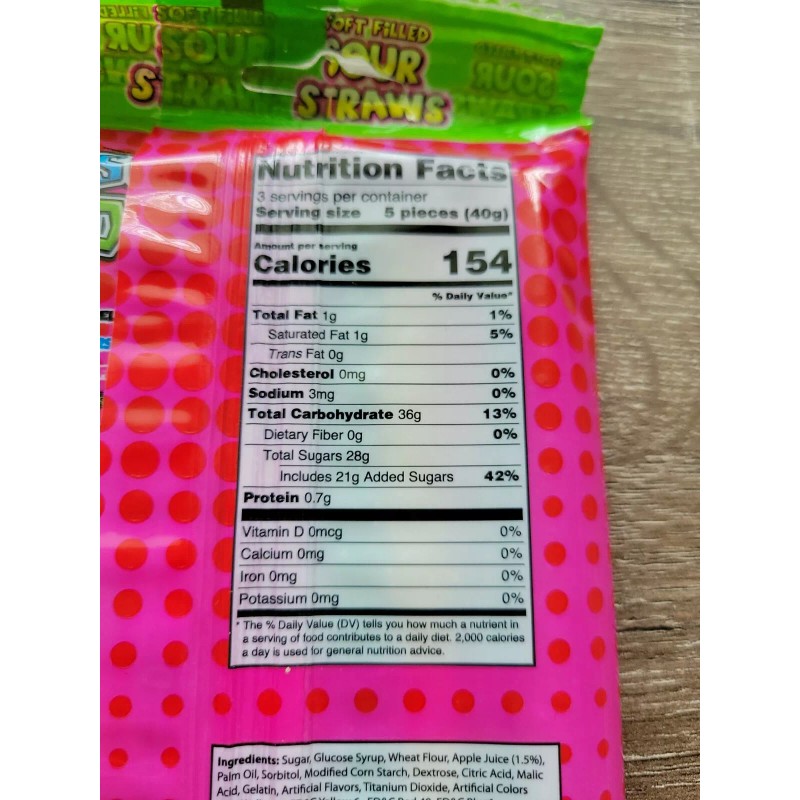 SOFT FILLED
SOUR
STRAWS
Nutrition Facts
3 servings per container
Serving size 5 pieces (40g)
Amount per serving
Calories 154
% Daily Value*
Total Fat 1g 1%
Saturated Fat 1g 5%
Trans Fat 0g
Cholesterol 0mg 0%
Sodium 3mg 0%
Total Carbohydrate 36g 13%
Dietary Fiber 0g 0%
Total Sugars 28g
Includes 21g Added Sugars 42%
Protein 0.7g
Vitamin D 0mcg 0%
Calcium 0mg 0%
Iron 0mg 0%
Potassium 0mg 0%
* The % Daily Value (DV) tells you how much a nutrient in
a serving of food contributes to a daily diet. 2,000 calories
a day is used for general nutrition advice.
Ingredients: Sugar, Glucose Syrup, Wheat Flour, Apple Juice (1.5%),
Palm Oil, Sorbitol, Modified Corn Starch, Dextrose, Citric Acid, Malic
Acid, Gelatin, Artificial Flavors, Titanium Dioxide, Artificial Colors